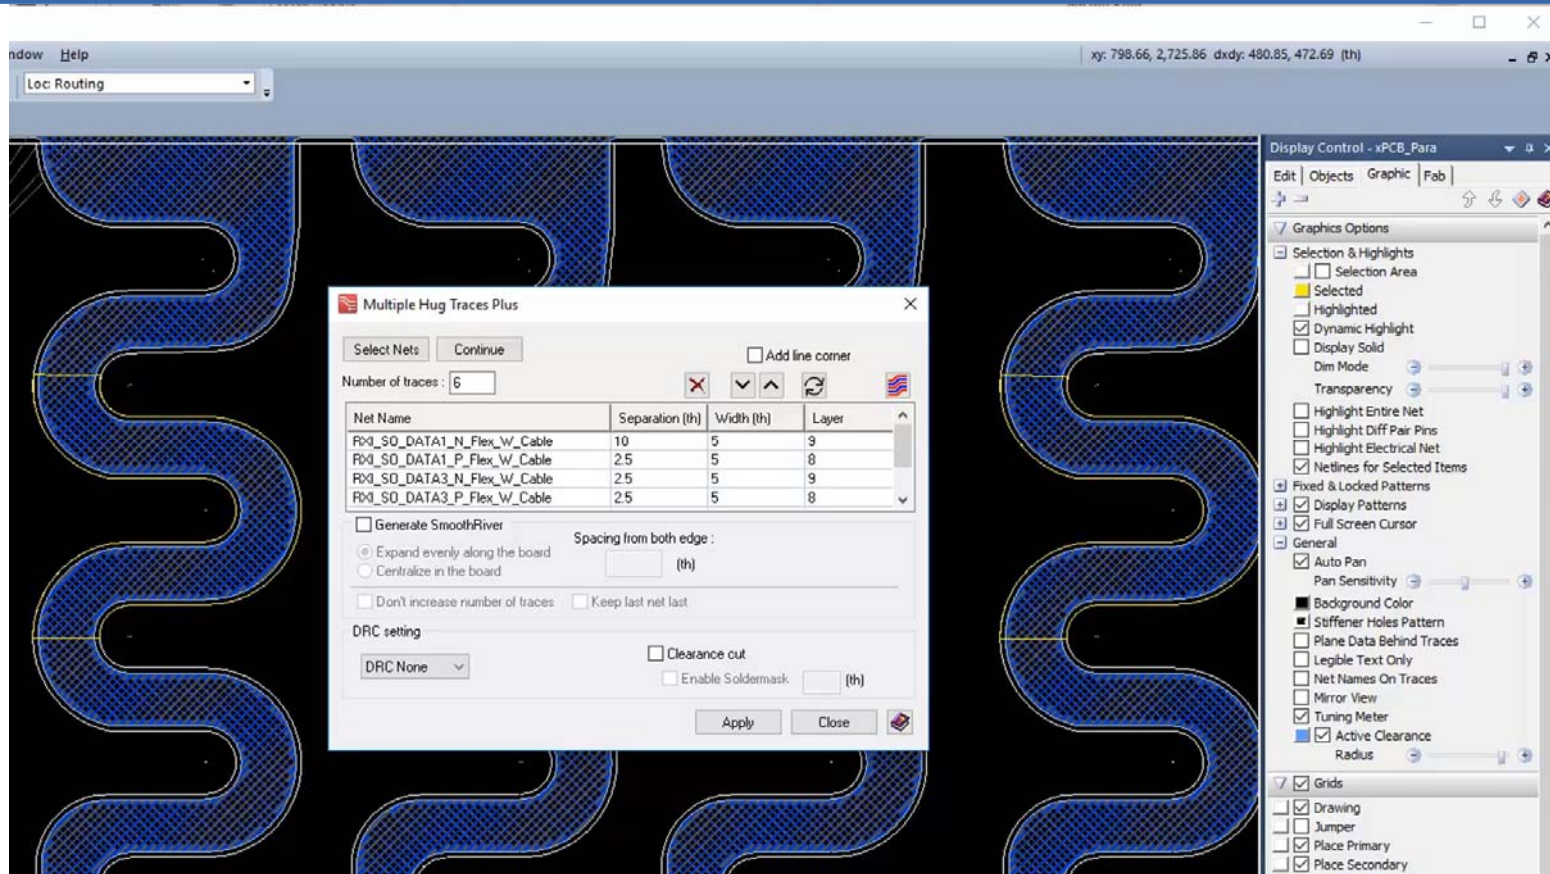 ndow Help
xy: 798.66, 2,725.86 dxdy: 480.85, 472.69 (th)
Loc: Routing
Multiple Hug Traces Plus
Select Nets Continue
Add line corner
Number of traces : 6
Net Name Separation (th) Width (th) Layer
RXI_SO_DATA1_N_Flex_W_Cable 10 5 9
RXI_SO_DATA1_P_Flex_W_Cable 2.5 5 8
RXI_SO_DATA3_N_Flex_W_Cable 2.5 5 9
RXI_SO_DATA3_P_Flex_W_Cable 2.5 5 8
Generate SmoothRiver
Spacing from both edge :
Expand evenly along the board
(th)
Centralize in the board
Don't increase number of traces Keep last net last
DRC setting
DRC None
Clearance cut
Enable Soldermask (th)
Apply Close
Display Control - xPCB_Para
Edit Objects Graphic Fab
Graphics Options
Selection & Highlights
Selection Area
Selected
Highlighted
Dynamic Highlight
Display Solid
Dim Mode
Transparency
Highlight Entire Net
Highlight Diff Pair Pins
Highlight Electrical Net
Netlines for Selected Items
Fixed & Locked Patterns
Display Patterns
Full Screen Cursor
General
Auto Pan
Pan Sensitivity
Background Color
Stiffener Holes Pattern
Plane Data Behind Traces
Legible Text Only
Net Names On Traces
Mirror View
Tuning Meter
Active Clearance
Radius
Grids
Drawing
Jumper
Place Primary
Place Secondary